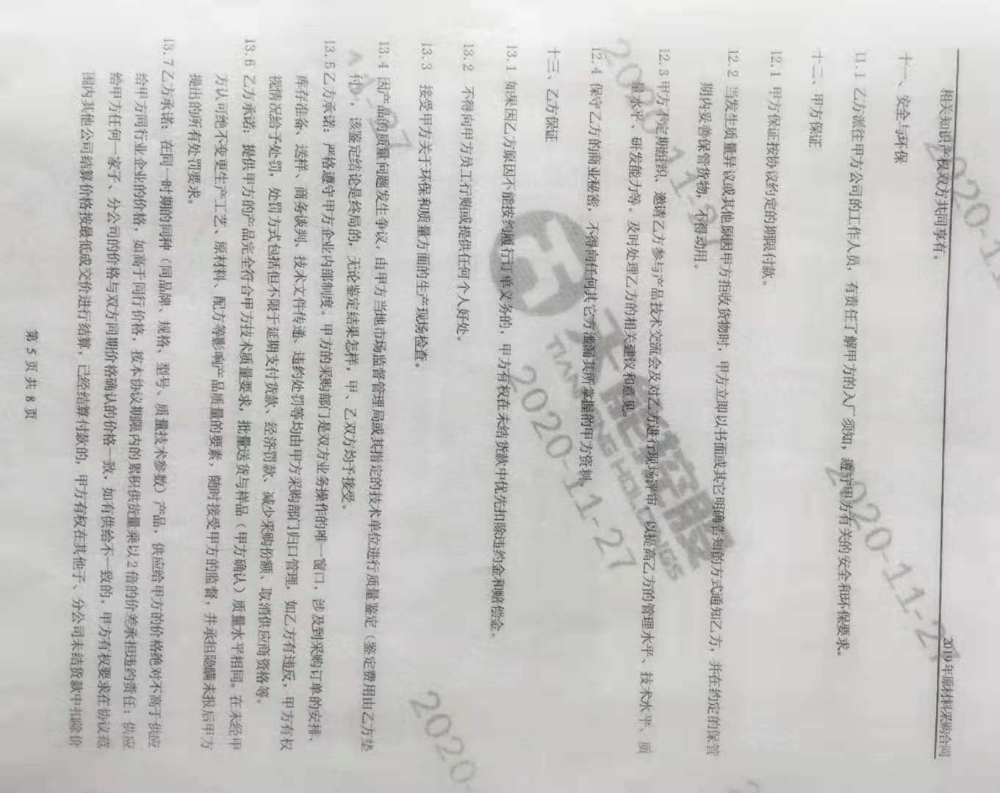 2019年原材料采购合同
相关知识产权双方共同享有。
十一、安全与环保
11.1 乙方派往甲方公司的工作人员，有责任了解甲方的入厂须知，遵守甲方有关的安全和环保要求。
十二、甲方保证
12.1 甲方保证按协议约定的期限付款。
12.2 当发生质量异议或其他原因甲方拒收货物时，甲方立即以书面或其它明确告知的方式通知乙方，并在约定的保管
期内妥善保管货物，不得动用。
12.3 甲方不定期组织、邀请乙方参与产品技术交流会及对乙方进行现场评审，以提高乙方的管理水平、技术水平、质
量水平、研发能力等。及时处理乙方的相关建议和意见。
12.4 保守乙方的商业秘密，不得向任何其它方泄漏其所掌握的甲方资料。
十三、乙方保证
13.1 如果因乙方原因不能按约履行订单义务的，甲方有权在未结货款中优先扣除违约金和赔偿金。
13.2 不得向甲方员工行贿或提供任何个人好处。
13.3 接受甲方关于环保和质量方面的生产现场检查。
13.4 因产品的质量问题发生争议，由甲方当地市场监督管理局或其指定的技术单位进行质量鉴定（鉴定费用由乙方垫
付），该鉴定结论是终局的，无论鉴定结果怎样，甲、乙双方均予接受。
13.5 乙方承诺：严格遵守甲方企业内部制度。甲方的采购部门是双方业务操作的唯一窗口，涉及到采购订单的安排、
库存准备、送样、商务谈判、技术文件传递、违约处罚等均由甲方采购部门归口管理，如乙方有违反，甲方有权
视情况给予处罚，处罚方式包括但不限于延期支付货款、经济罚款、减少采购份额、取消供应商资格等。
13.6 乙方承诺：提供甲方的产品完全符合甲方技术质量要求，批量送货与样品（甲方确认）质量水平相同。在未经甲
方认可绝不变更生产工艺、原材料、配方等影响产品质量的要素，随时接受甲方的监督，并承担隐瞒未报后甲方
提出的所有处罚要求。
13.7 乙方承诺：在同一时期的同种（同品牌、规格、型号、质量技术参数）产品，供应给甲方的价格绝对不高于供应
给甲方同行业企业的价格，如高于同行价格，按本协议期限内的累积供货量乘以2倍的价差承担违约责任；供应
给甲方任何一家子、分公司的价格与双方同期价格确认的价格一致，如有供给不一致的，甲方有权要求在协议范
围内其他公司结算价格按最低成交价进行结算，已经结算付款的，甲方有权在其他子、分公司未结货款中扣除价
第 5 页 共 8 页
天能控股
TIANNENG HOLDINGS
2020-11-27
2020-11-27
2020-11-27